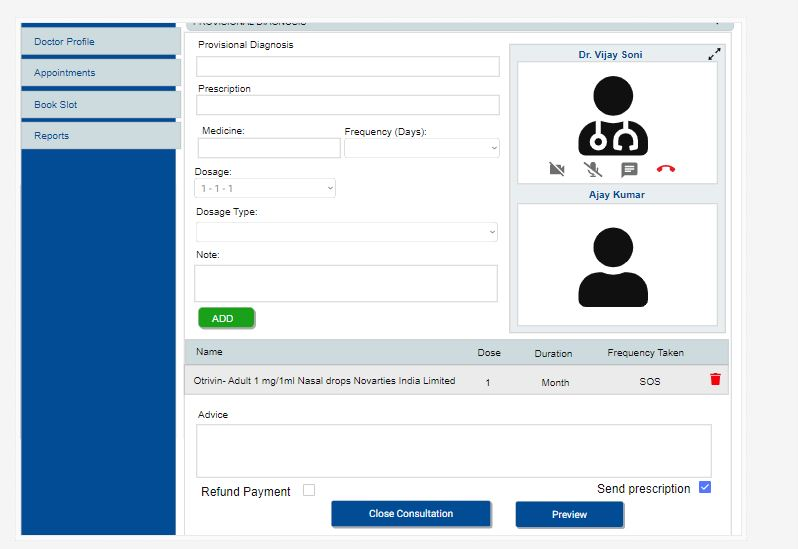 PROVISIONAL DIAGNOSIS
Doctor Profile
Appointments
Book Slot
Reports
Provisional Diagnosis
Prescription
Medicine: Frequency (Days):
Dosage:
1 - 1 - 1
Dosage Type:
Note:
ADD
Dr. Vijay Soni
Ajay Kumar
Name Dose Duration Frequency Taken
Otrivin- Adult 1 mg/1ml Nasal drops Novarties India Limited 1 Month SOS
Advice
Refund Payment Send prescription
Close Consultation Preview